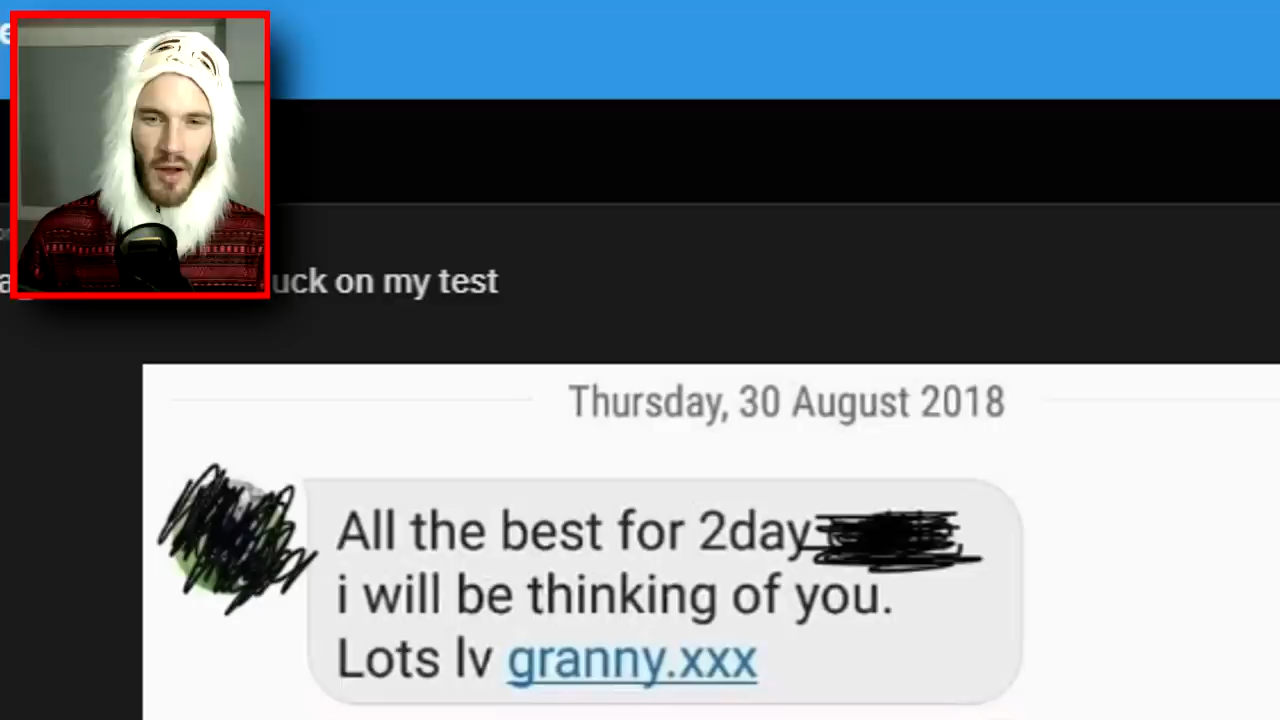 uck on my test
Thursday, 30 August 2018
All the best for 2day
i will be thinking of you.
Lots lv granny.xxx